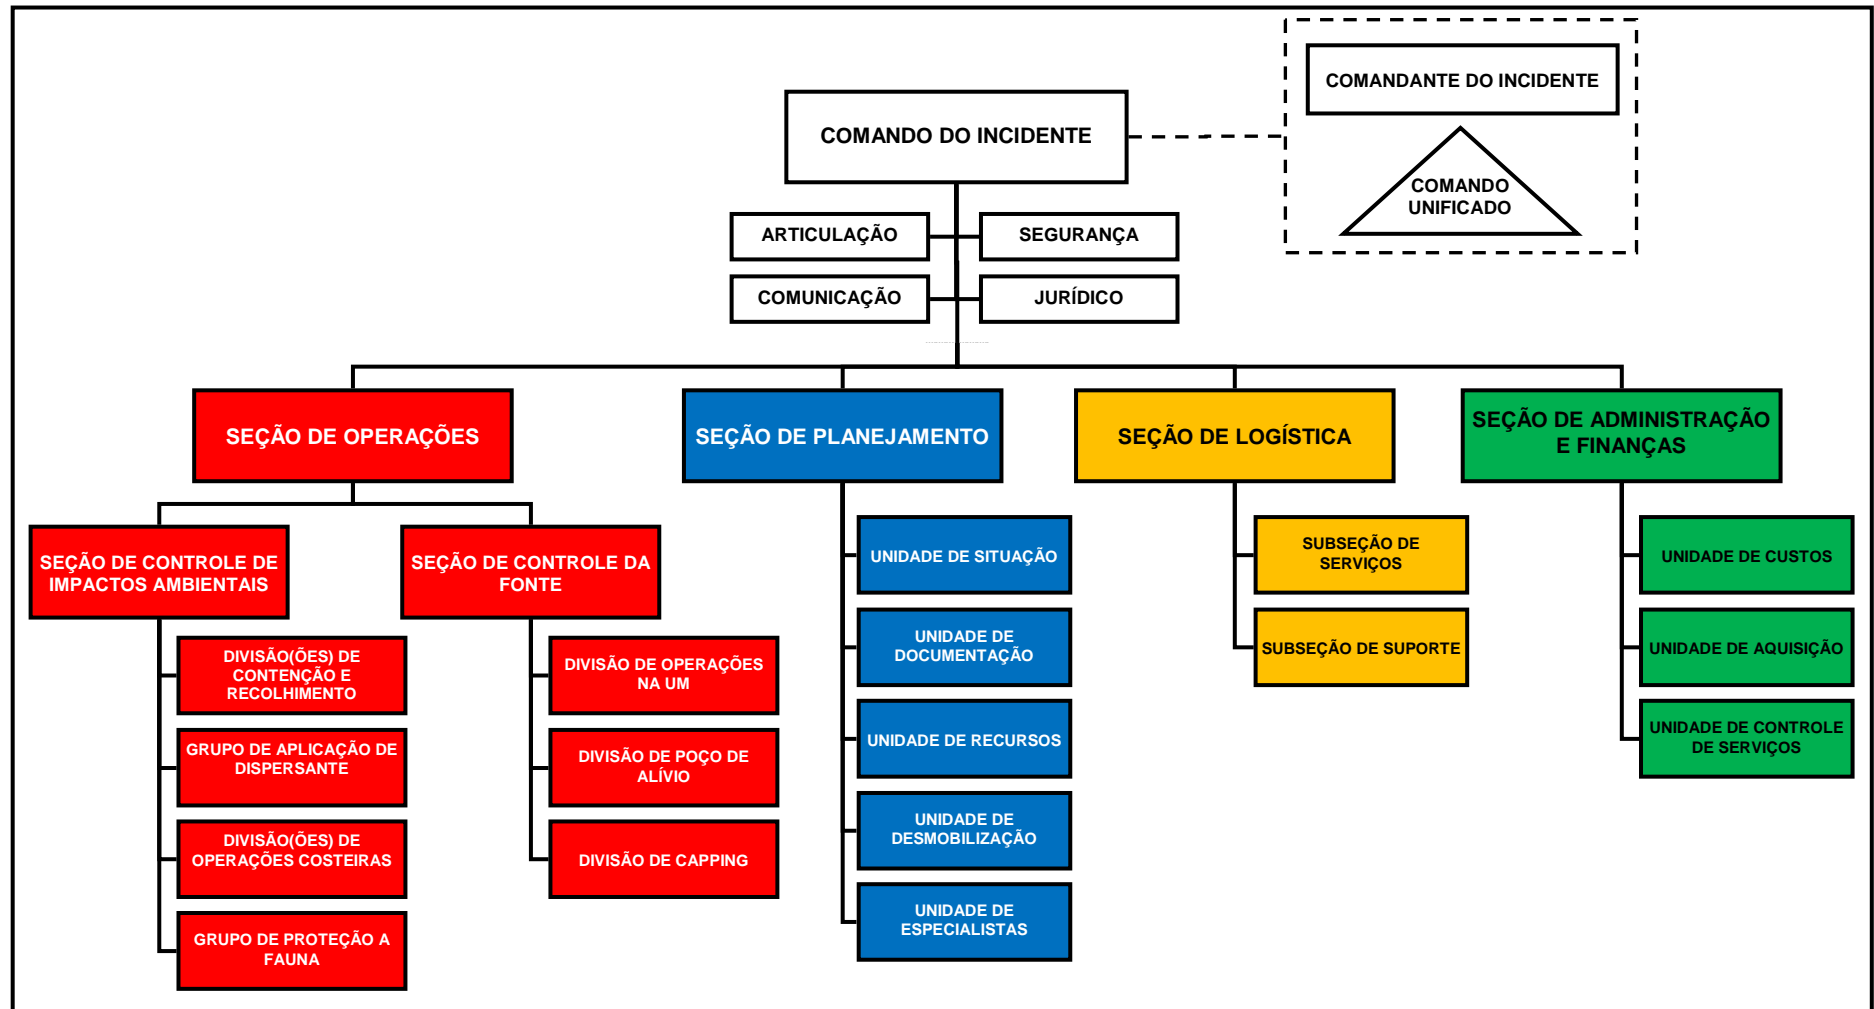 COMANDANTE DO INCIDENTE
COMANDO DO INCIDENTE
COMANDO
UNIFICADO
ARTICULAÇÃO
SEGURANÇA
COMUNICAÇÃO
JURÍDICO
SEÇÃO DE OPERAÇÕES
SEÇÃO DE PLANEJAMENTO
SEÇÃO DE LOGÍSTICA
SEÇÃO DE ADMINISTRAÇÃO
E FINANÇAS
SEÇÃO DE CONTROLE DE
IMPACTOS AMBIENTAIS
DIVISÃO(ÕES) DE
CONTENÇÃO E
RECOLHIMENTO
GRUPO DE APLICAÇÃO DE
DISPERSANTE
DIVISÃO(ÕES) DE
OPERAÇÕES COSTEIRAS
GRUPO DE PROTEÇÃO A
FAUNA
SEÇÃO DE CONTROLE DA
FONTE
DIVISÃO DE OPERAÇÕES
NA UM
DIVISÃO DE POÇO DE
ALÍVIO
DIVISÃO DE CAPPING
UNIDADE DE SITUAÇÃO
UNIDADE DE
DOCUMENTAÇÃO
UNIDADE DE RECURSOS
UNIDADE DE
DESMOBILIZAÇÃO
UNIDADE DE
ESPECIALISTAS
SUBSEÇÃO DE
SERVIÇOS
SUBSEÇÃO DE SUPORTE
UNIDADE DE CUSTOS
UNIDADE DE AQUISIÇÃO
UNIDADE DE CONTROLE
DE SERVIÇOS